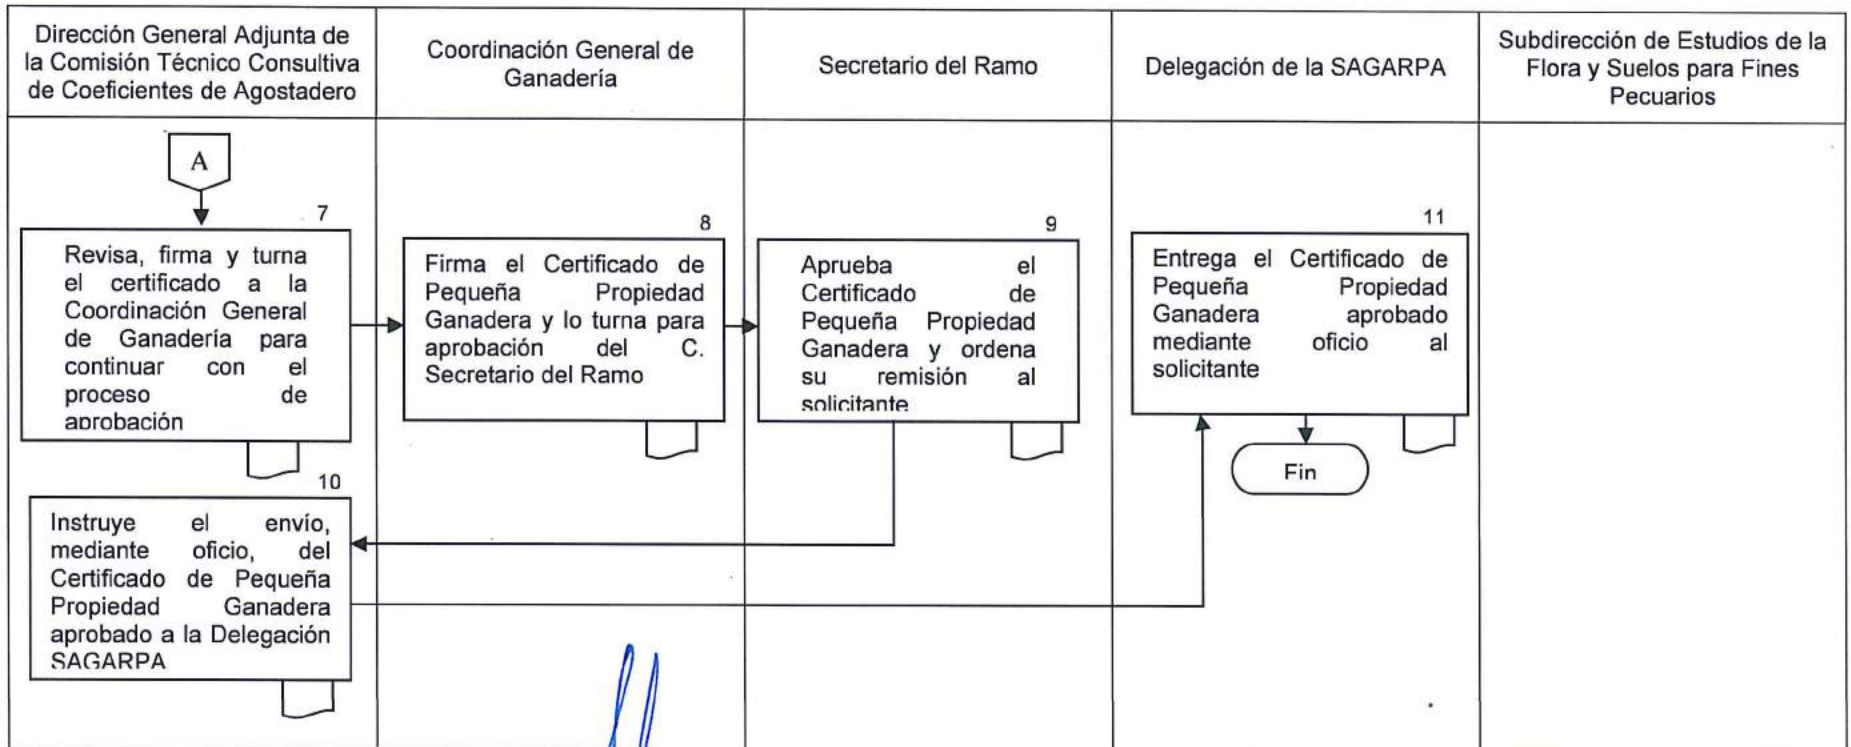 Dirección General Adjunta de
la Comisión Técnico Consultiva
de Coeficientes de Agostadero
Coordinación General de
Ganadería
Secretario del Ramo
Delegación de la SAGARPA
Subdirección de Estudios de la
Flora y Suelos para Fines
Pecuarios
A
7
Revisa, firma y turna
el certificado a la
Coordinación General
de Ganadería para
continuar con el
proceso de
aprobación
8
Firma el Certificado de
Pequeña Propiedad
Ganadera y lo turna para
aprobación del C.
Secretario del Ramo
9
Aprueba el
Certificado de
Pequeña Propiedad
Ganadera y ordena
su remisión al
solicitante
10
Instruye el envío,
mediante oficio, del
Certificado de Pequeña
Propiedad Ganadera
aprobado a la Delegación
SAGARPA
11
Entrega el Certificado de
Pequeña Propiedad
Ganadera aprobado
mediante oficio al
solicitante
Fin